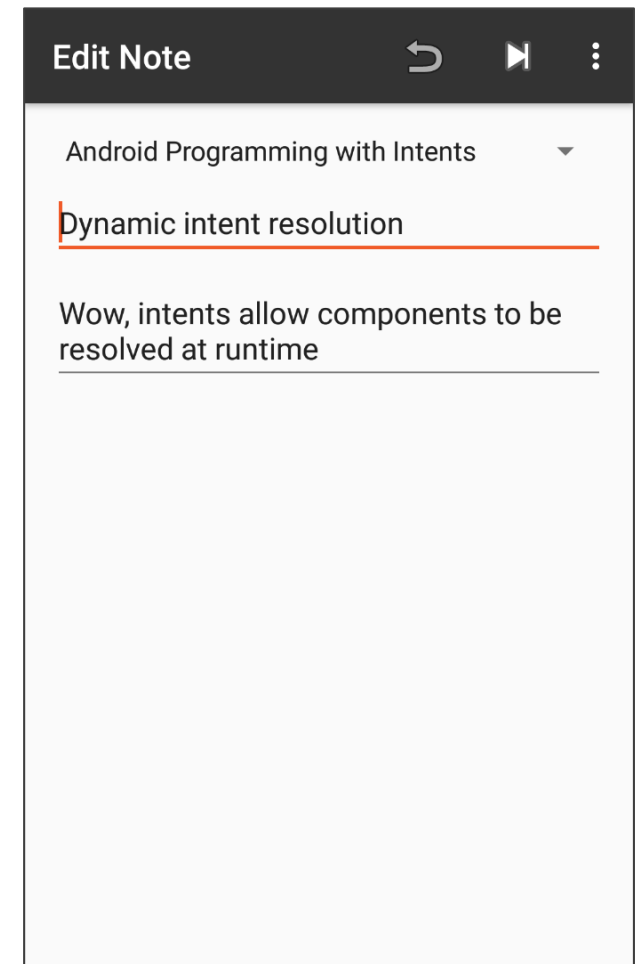 Edit Note
Android Programming with Intents
Dynamic intent resolution
Wow, intents allow components to be
resolved at runtime